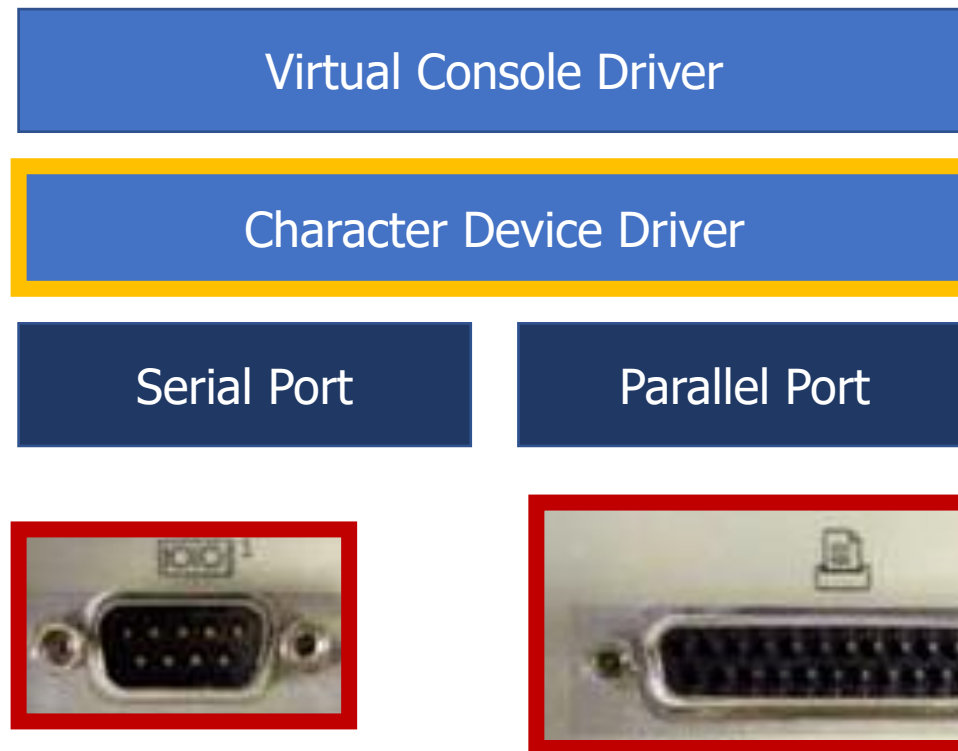 Virtual Console Driver
Character Device Driver
Serial Port
Parallel Port
1